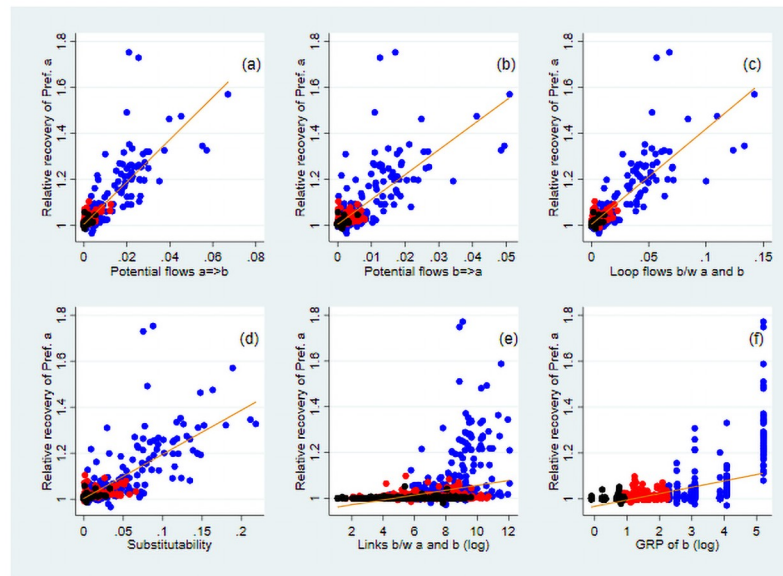 (a)
Relative recovery of Pref. a
1 1.2 1.4 1.6 1.8
0 .02 .04 .06 .08
Potential flows a=>b
(b)
Relative recovery of Pref. a
1 1.2 1.4 1.6 1.8
0 .01 .02 .03 .04 .05
Potential flows b=>a
(c)
Relative recovery of Pref. a
1 1.2 1.4 1.6 1.8
0 .05 .10 .15
Loop flows b/w a and b
(d)
Relative recovery of Pref. a
1 1.2 1.4 1.6 1.8
0 .05 .1 .15 .2
Substitutability
(e)
Relative recovery of Pref. a
1 1.2 1.4 1.6 1.8
0 2 4 6 8 10 12
Links b/w a and b (log)
(f)
Relative recovery of Pref. a
1 1.2 1.4 1.6 1.8
0 1 2 3 4 5
GRP of b (log)